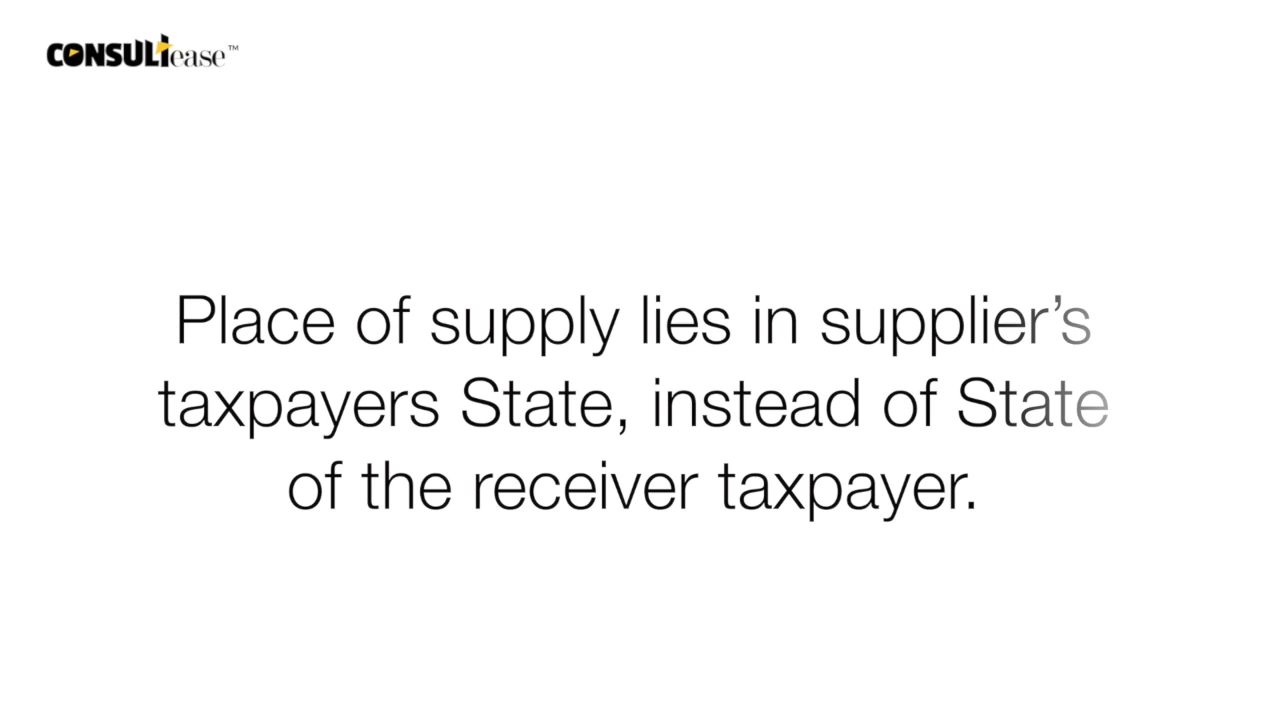 CONSULTease™
Place of supply lies in supplier’s
taxpayers State, instead of State
of the receiver taxpayer.